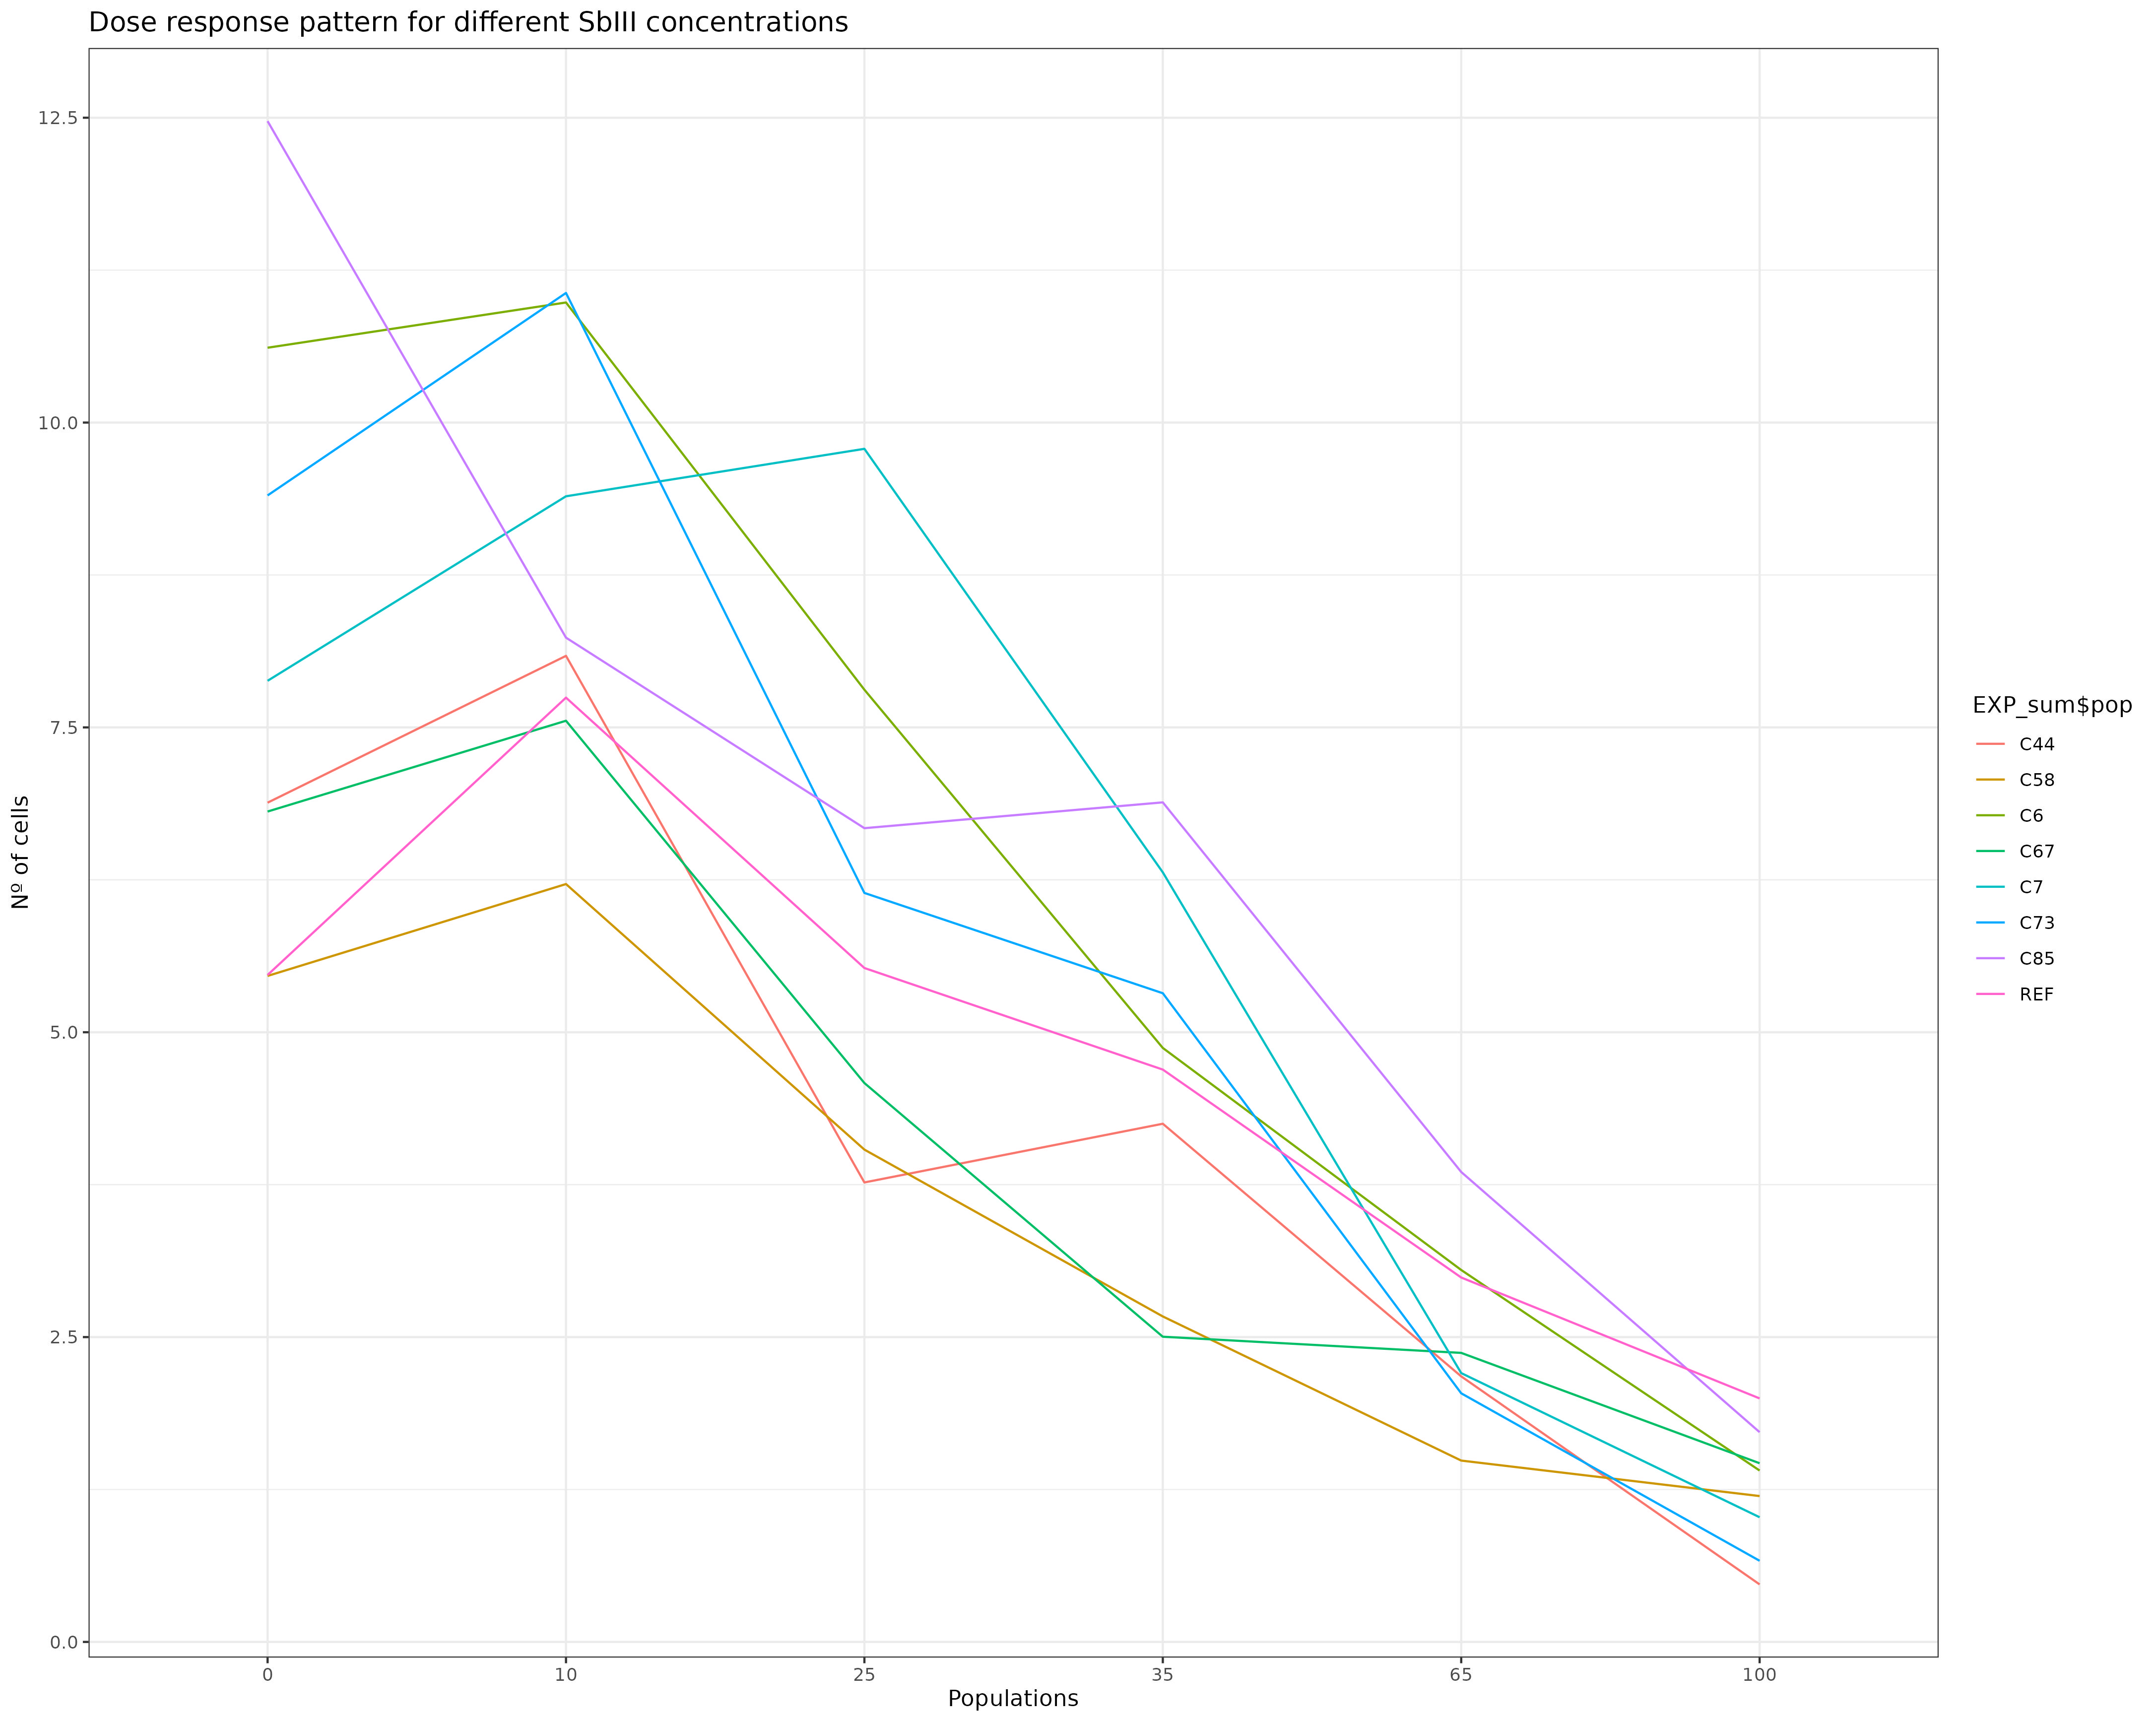 Dose response pattern for different SbIII concentrations
Nº of cells
12.5
10.0
7.5
5.0
2.5
0.0
0 10 25 35 65 100
Populations
EXP_sum$pop
C44
C58
C6
C67
C7
C73
C85
REF